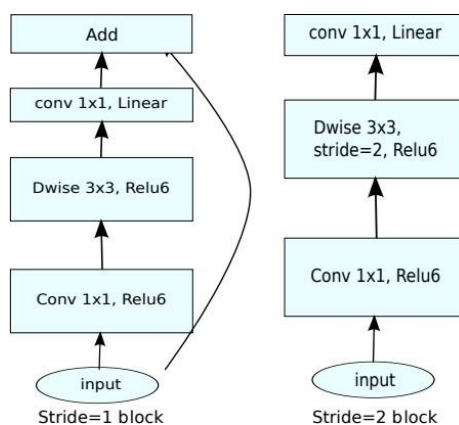 Add
conv 1x1, Linear
Dwise 3x3, Relu6
Conv 1x1, Relu6
input
Stride=1 block
conv 1x1, Linear
Dwise 3x3,
stride=2, Relu6
Conv 1x1, Relu6
input
Stride=2 block